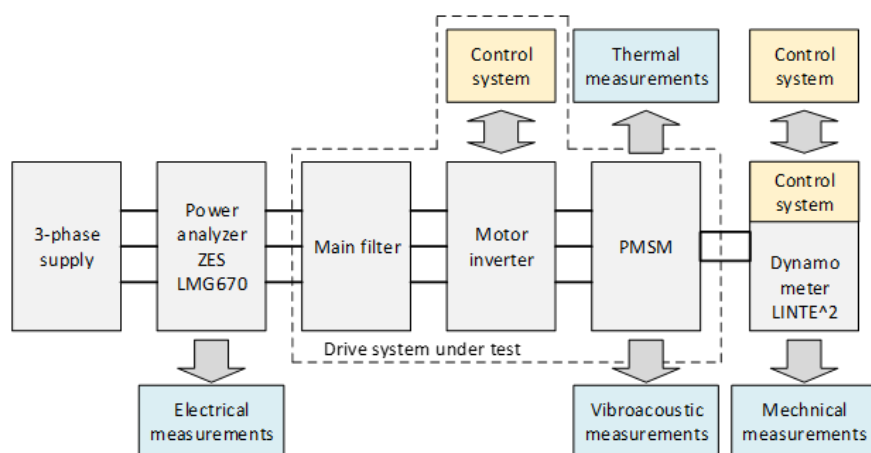 Control
system
Thermal
measurements
Control
system
3-phase
supply
Power
analyzer
ZES
LMG670
Main filter
Motor
inverter
PMSM
Control
system
Dynamo
meter
LINTE^2
Drive system under test
Electrical
measurements
Vibroacoustic
measurements
Mechnical
measurements